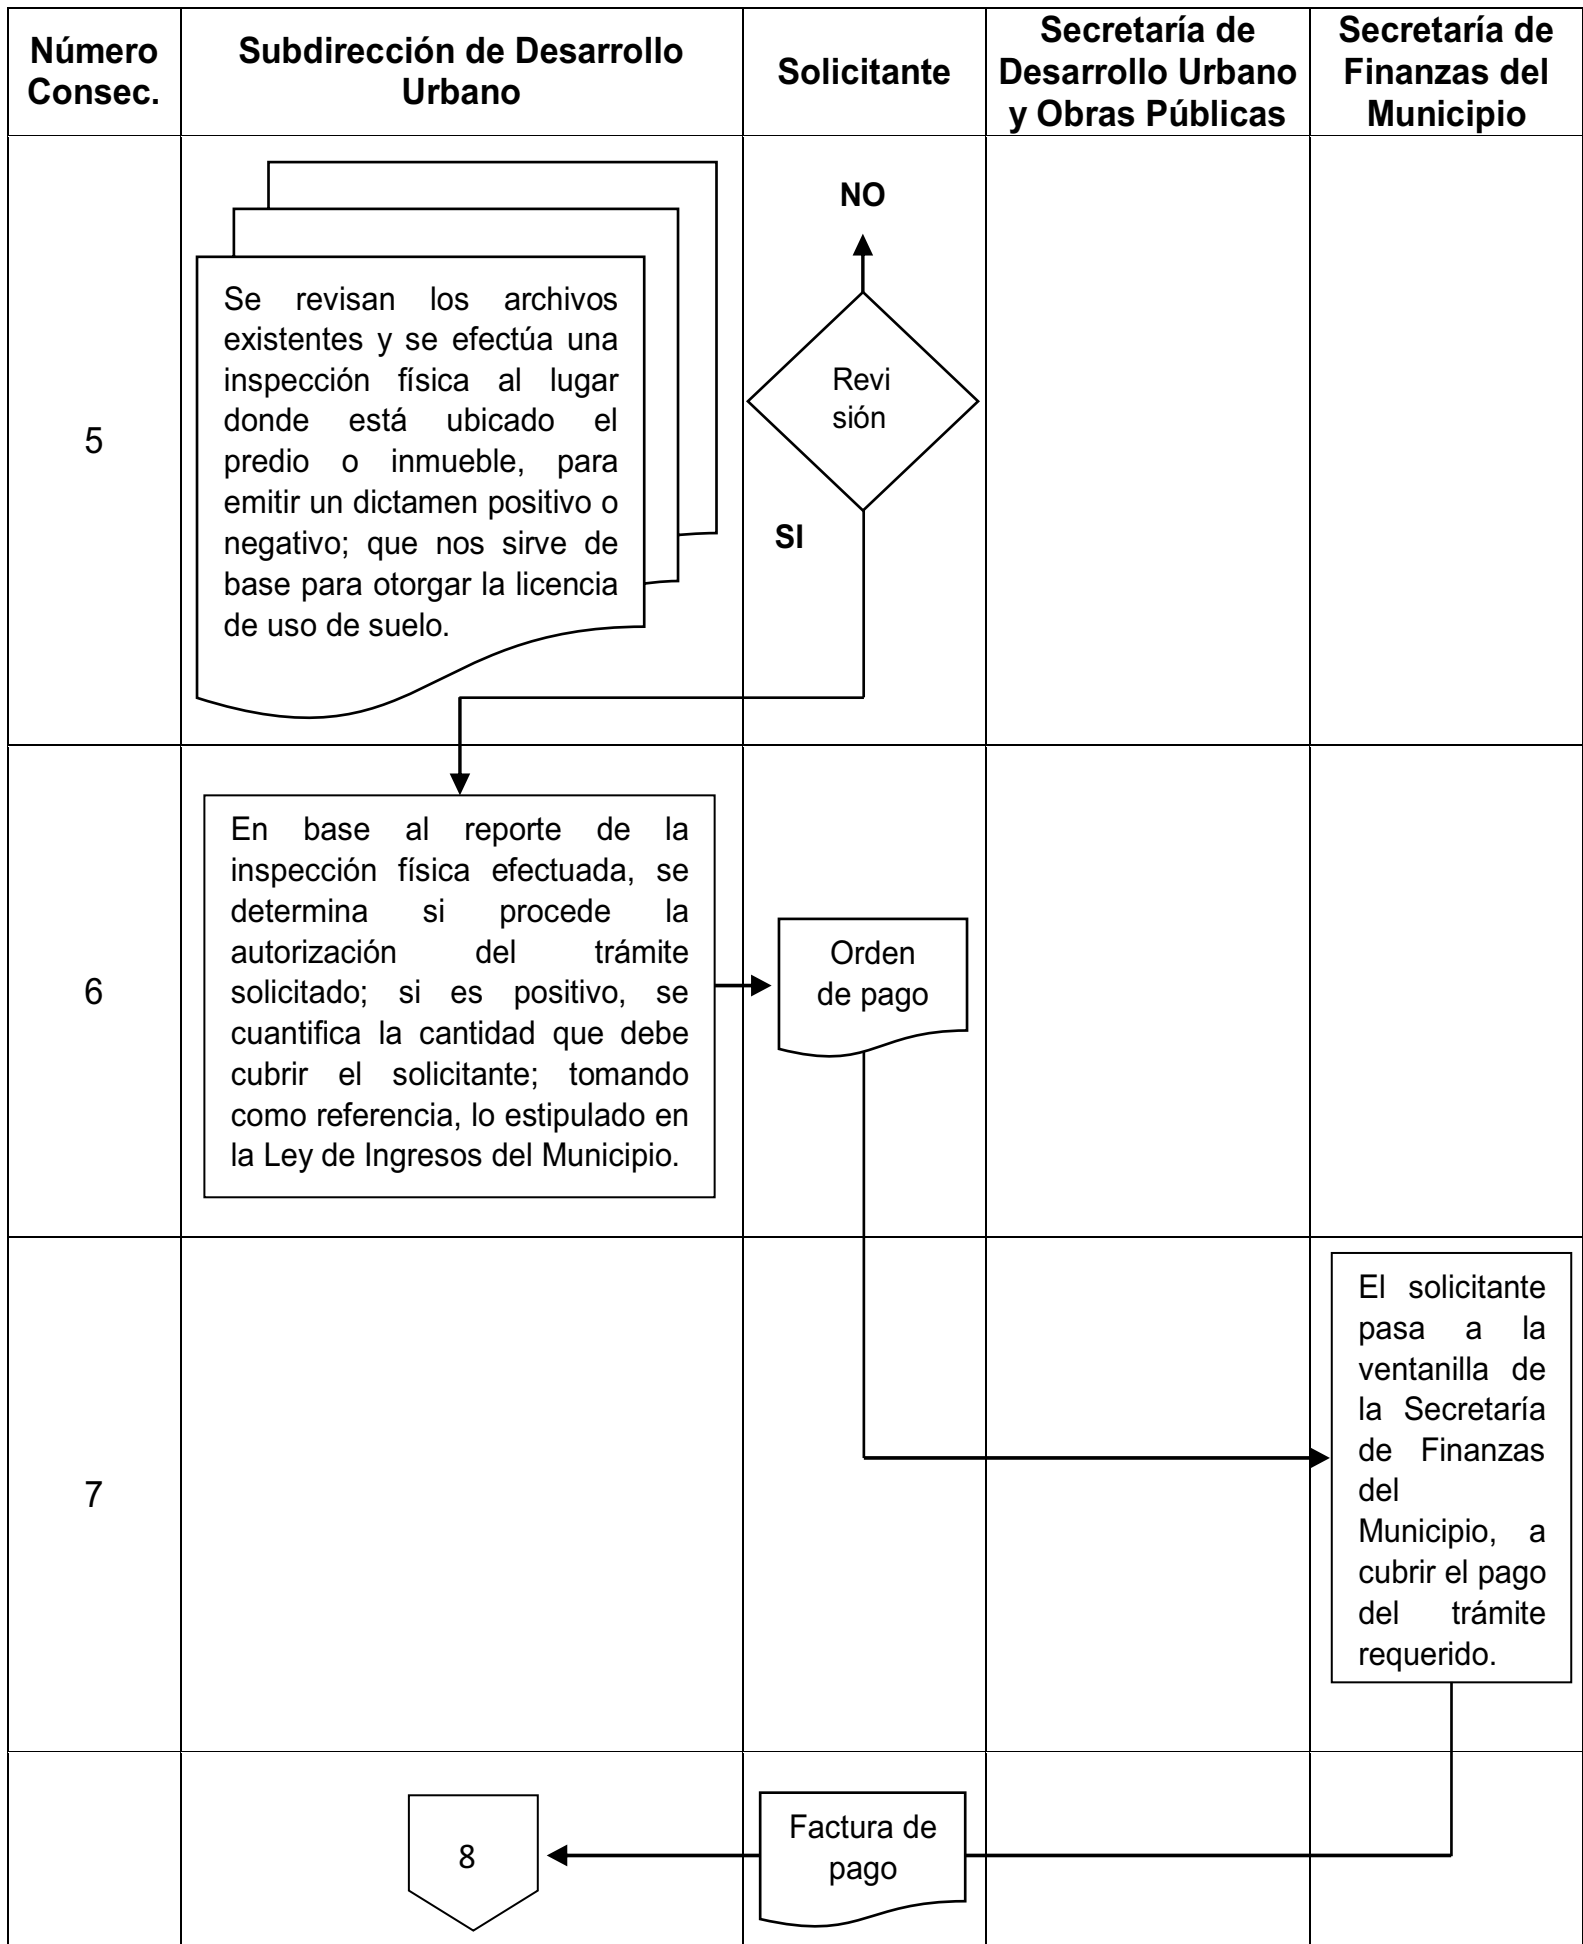 Número
Consec.
Subdirección de Desarrollo
Urbano
Solicitante
Secretaría de
Desarrollo Urbano
y Obras Públicas
Secretaría de
Finanzas del
Municipio
5
Se revisan los archivos
existentes y se efectúa una
inspección física al lugar
donde está ubicado el
predio o inmueble, para
emitir un dictamen positivo o
negativo; que nos sirve de
base para otorgar la licencia
de uso de suelo.
NO
Revi
sión
SI
6
En base al reporte de la
inspección física efectuada, se
determina si procede la
autorización del trámite
solicitado; si es positivo, se
cuantifica la cantidad que debe
cubrir el solicitante; tomando
como referencia, lo estipulado en
la Ley de Ingresos del Municipio.
Orden
de pago
7
El solicitante
pasa a la
ventanilla de
la Secretaría
de Finanzas
del
Municipio, a
cubrir el pago
del trámite
requerido.
8
Factura de
pago